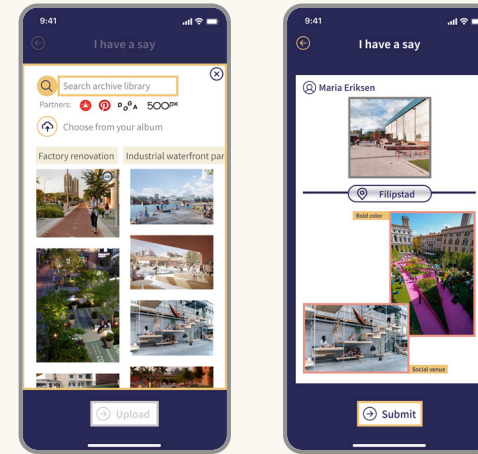 9:41
I have a say
Search archive library
Partners:
DOGA
500px
Choose from your album
Factory renovation
Industrial waterfront par
Upload
9:41
I have a say
Maria Eriksen
Filipstad
Bold color
Social venue
Submit